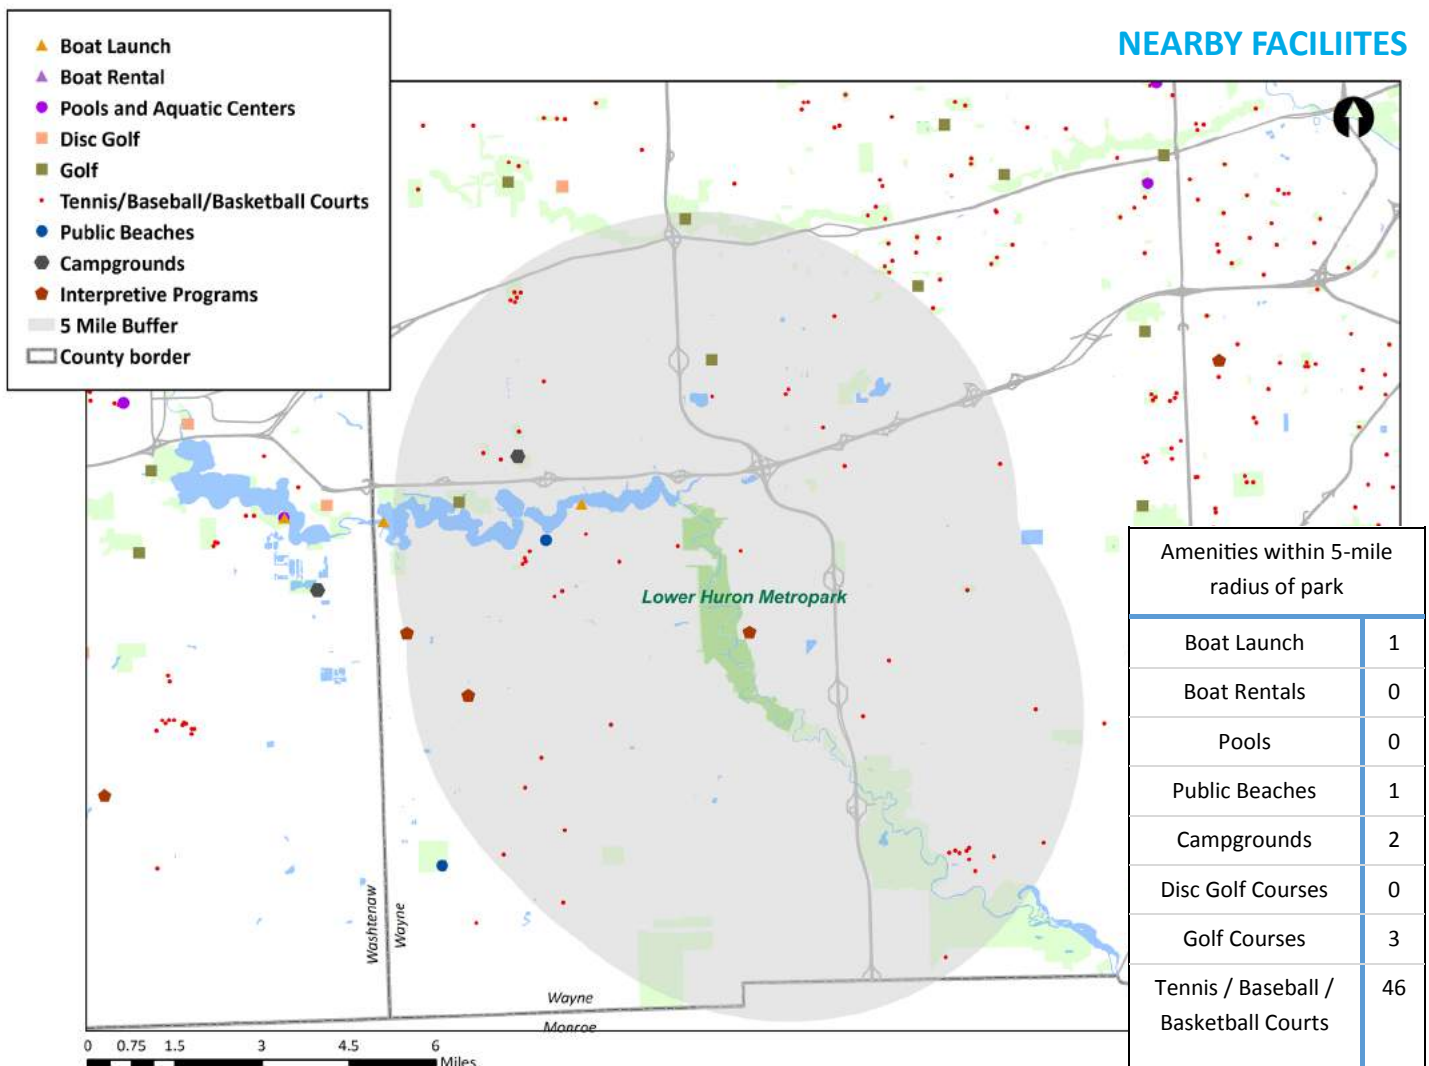 NEARBY FACILIITES
Boat Launch
Boat Rental
Pools and Aquatic Centers
Disc Golf
Golf
Tennis/Baseball/Basketball Courts
Public Beaches
Campgrounds
Interpretive Programs
5 Mile Buffer
County border
Lower Huron Metropark
Washtenaw
Wayne
Wayne
Monroe
0 0.75 1.5 3 4.5 6
Miles
Amenities within 5-mile
radius of park
Boat Launch 1
Boat Rentals 0
Pools 0
Public Beaches 1
Campgrounds 2
Disc Golf Courses 0
Golf Courses 3
Tennis / Baseball / 46
Basketball Courts